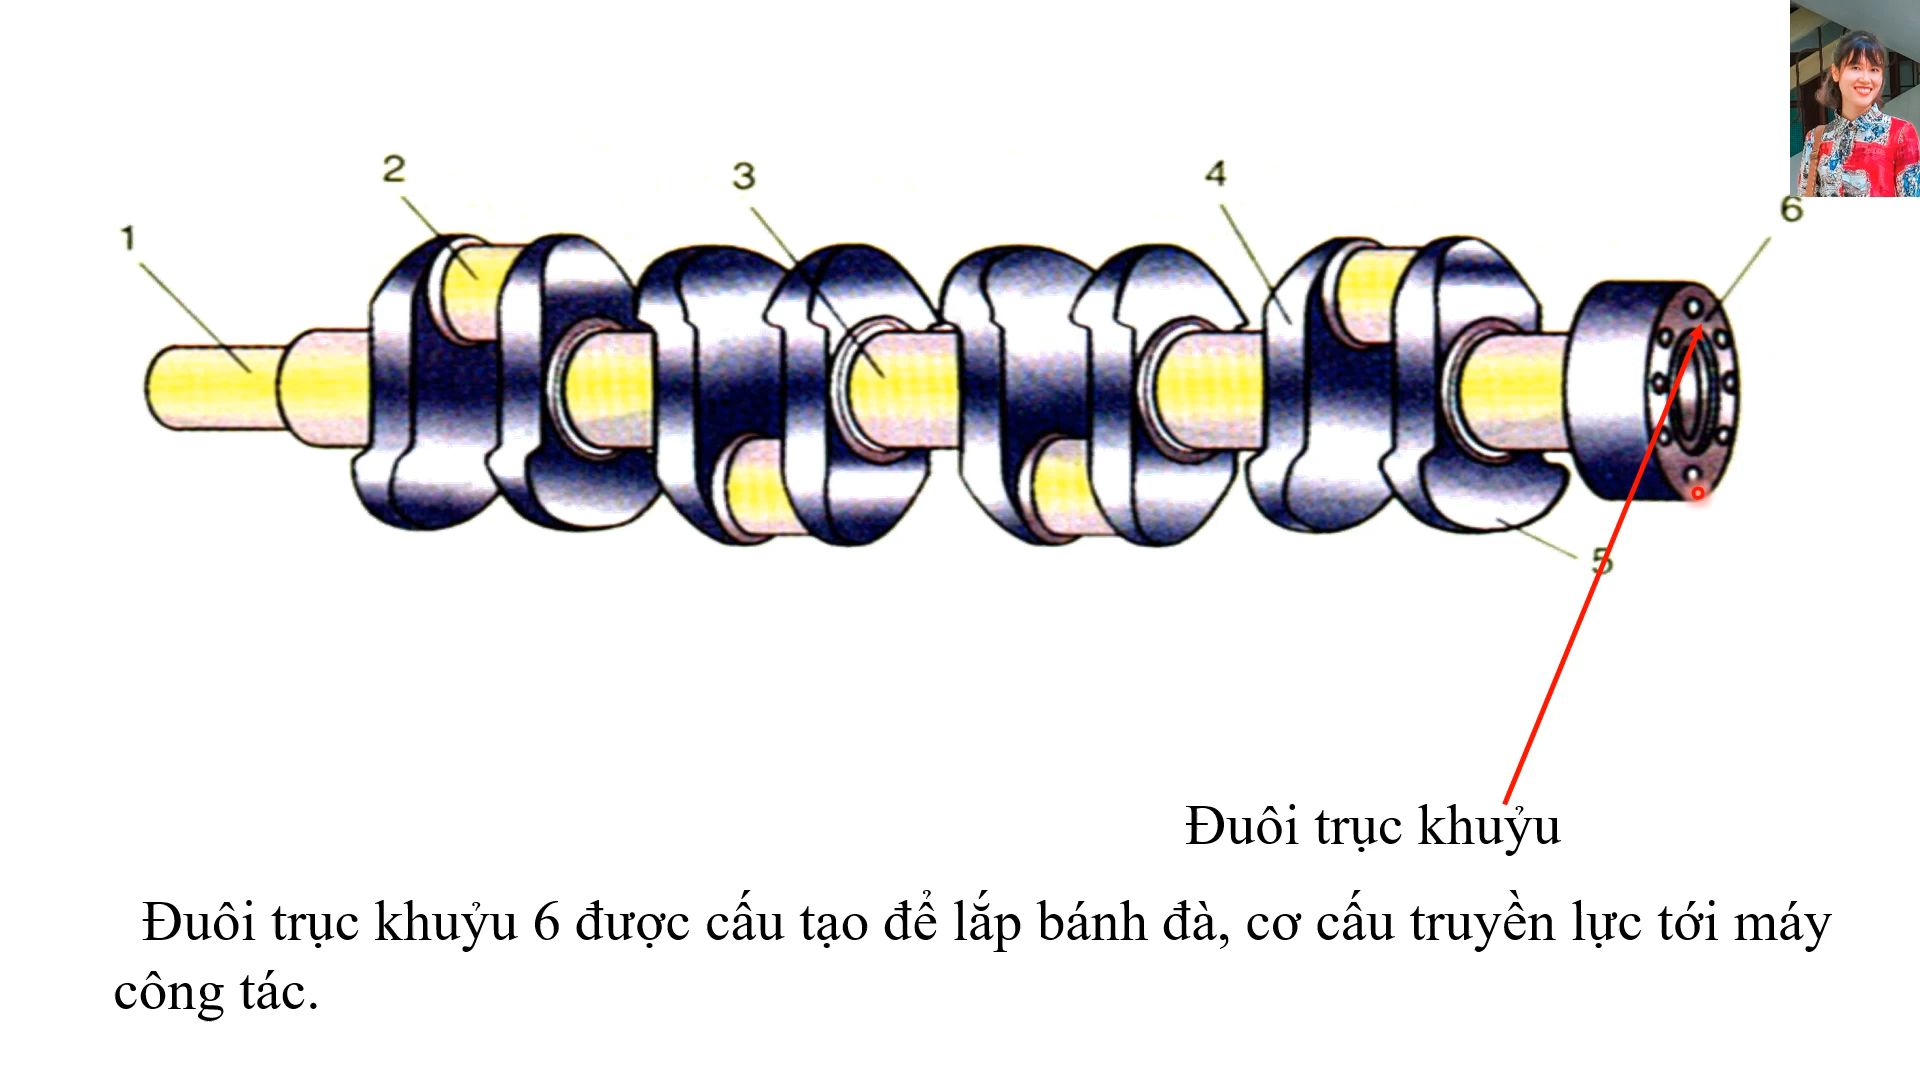 1
2
3
4
6
5
Đuôi trục khuỷu
Đuôi trục khuỷu 6 được cấu tạo để lắp bánh đà, cơ cấu truyền lực tới máy
công tác.